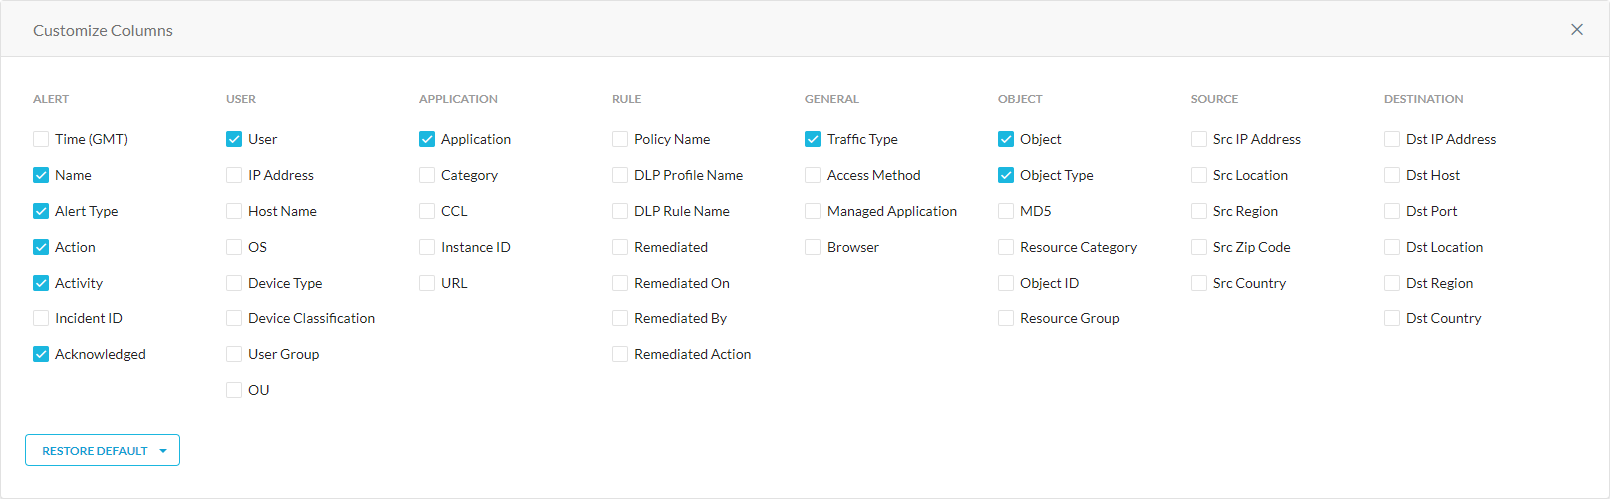 Customize Columns
ALERT USER APPLICATION RULE GENERAL OBJECT SOURCE DESTINATION
Time (GMT) User Application Policy Name Traffic Type Object Src IP Address Dst IP Address
Name IP Address Category DLP Profile Name Access Method Object Type Src Location Dst Host
Alert Type Host Name CCL DLP Rule Name Managed Application MD5 Src Region Dst Port
Action OS Instance ID Remediated Browser Resource Category Src Zip Code Dst Location
Activity Device Type URL Remediated On Object ID Src Country Dst Region
Incident ID Device Classification Remediated By Resource Group Dst Country
Acknowledged User Group Remediated Action
OU
RESTORE DEFAULT